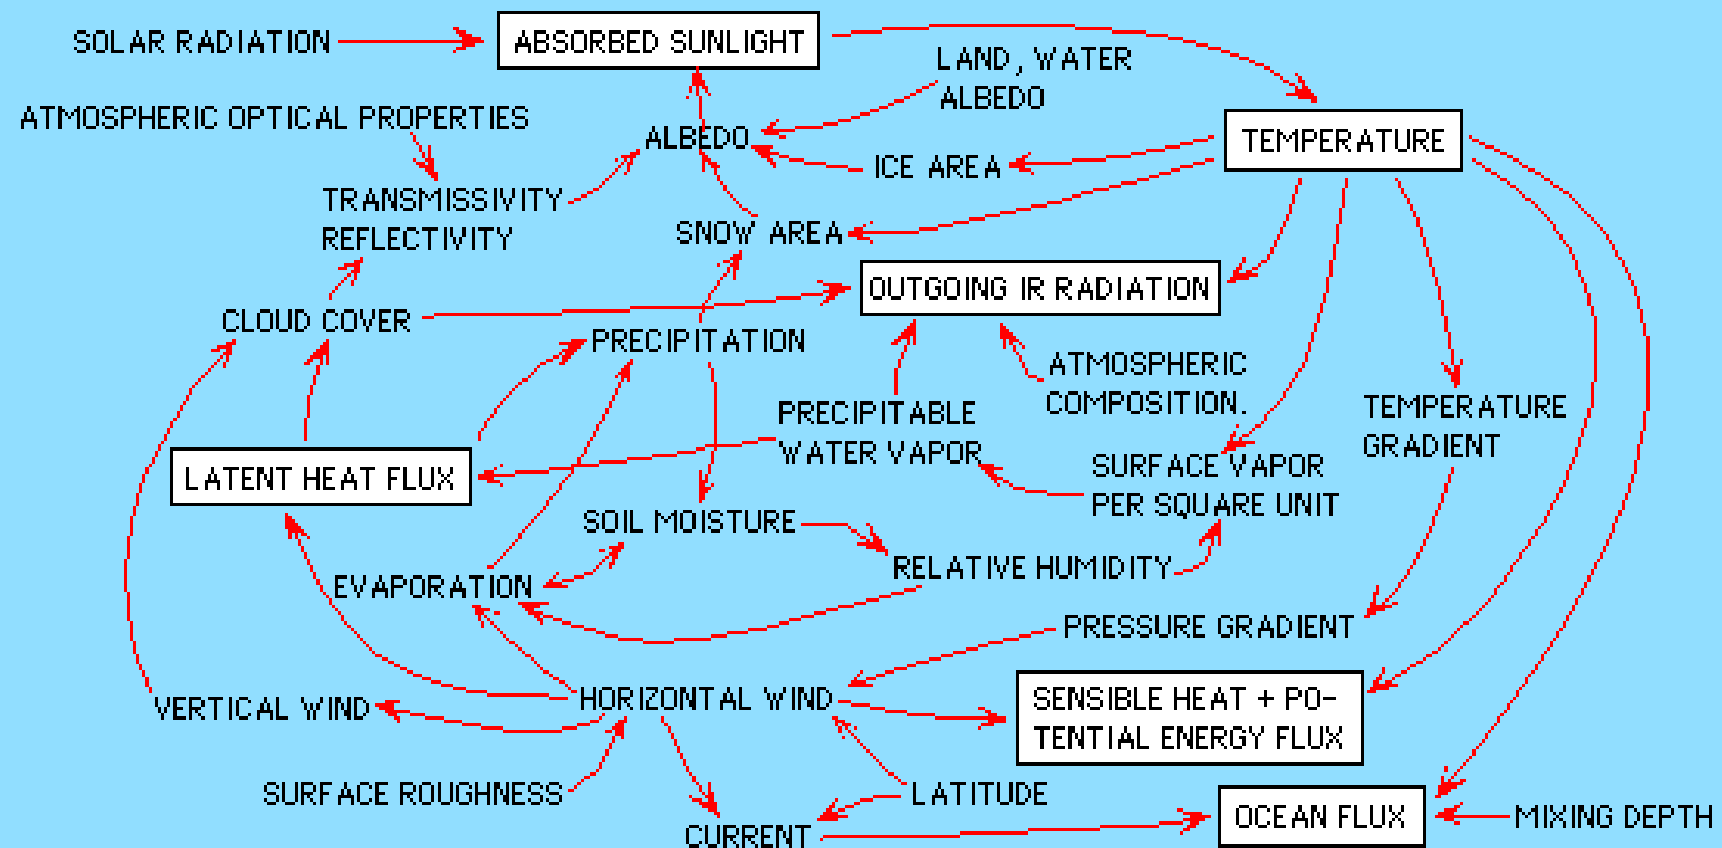 SOLAR RADIATION
ABSORBED SUNLIGHT
LAND, WATER
ALBEDO
ATMOSPHERIC OPTICAL PROPERTIES
ALBEDO
TEMPERATURE
ICE AREA
TRANSMISSIVITY
REFLECTIVITY
SNOW AREA
OUTGOING IR RADIATION
CLOUD COVER
PRECIPITATION
ATMOSPHERIC
COMPOSITION.
PRECIPITABLE
WATER VAPOR
TEMPERATURE
GRADIENT
LATENT HEAT FLUX
SURFACE VAPOR
PER SQUARE UNIT
SOIL MOISTURE
RELATIVE HUMIDITY
EVAPORATION
PRESSURE GRADIENT
HORIZONTAL WIND
VERTICAL WIND
SENSIBLE HEAT + PO-
TENTIAL ENERGY FLUX
SURFACE ROUGHNESS
LATITUDE
OCEAN FLUX
MIXING DEPTH
CURRENT